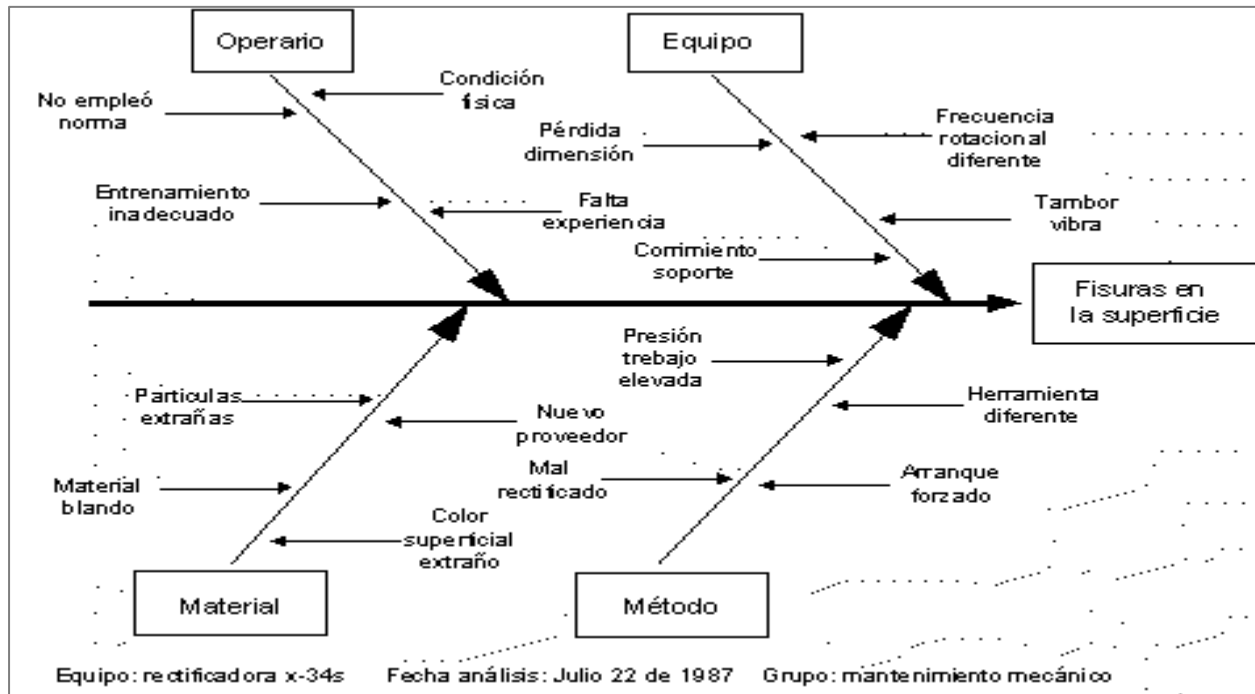 Operario
Equipo
Condición
física
No empleó
norma
Pérdida
dimensión
Frecuencia
rotacional
diferente
Entrenamiento
inadecuado
Falta
experiencia
Tambor
vibra
Corrimiento
soporte
Fisuras en
la superficie
Presión
trebajo
elevada
Particulas
extrañas
Nuevo
proveedor
Herramienta
diferente
Mal
rectificado
Arranque
forzado
Material
blando
Color
superficial
extraño
Material
Método
Equipo: rectificadora x-34s Fecha análisis: Julio 22 de 1987 Grupo: mantenimiento mecánico